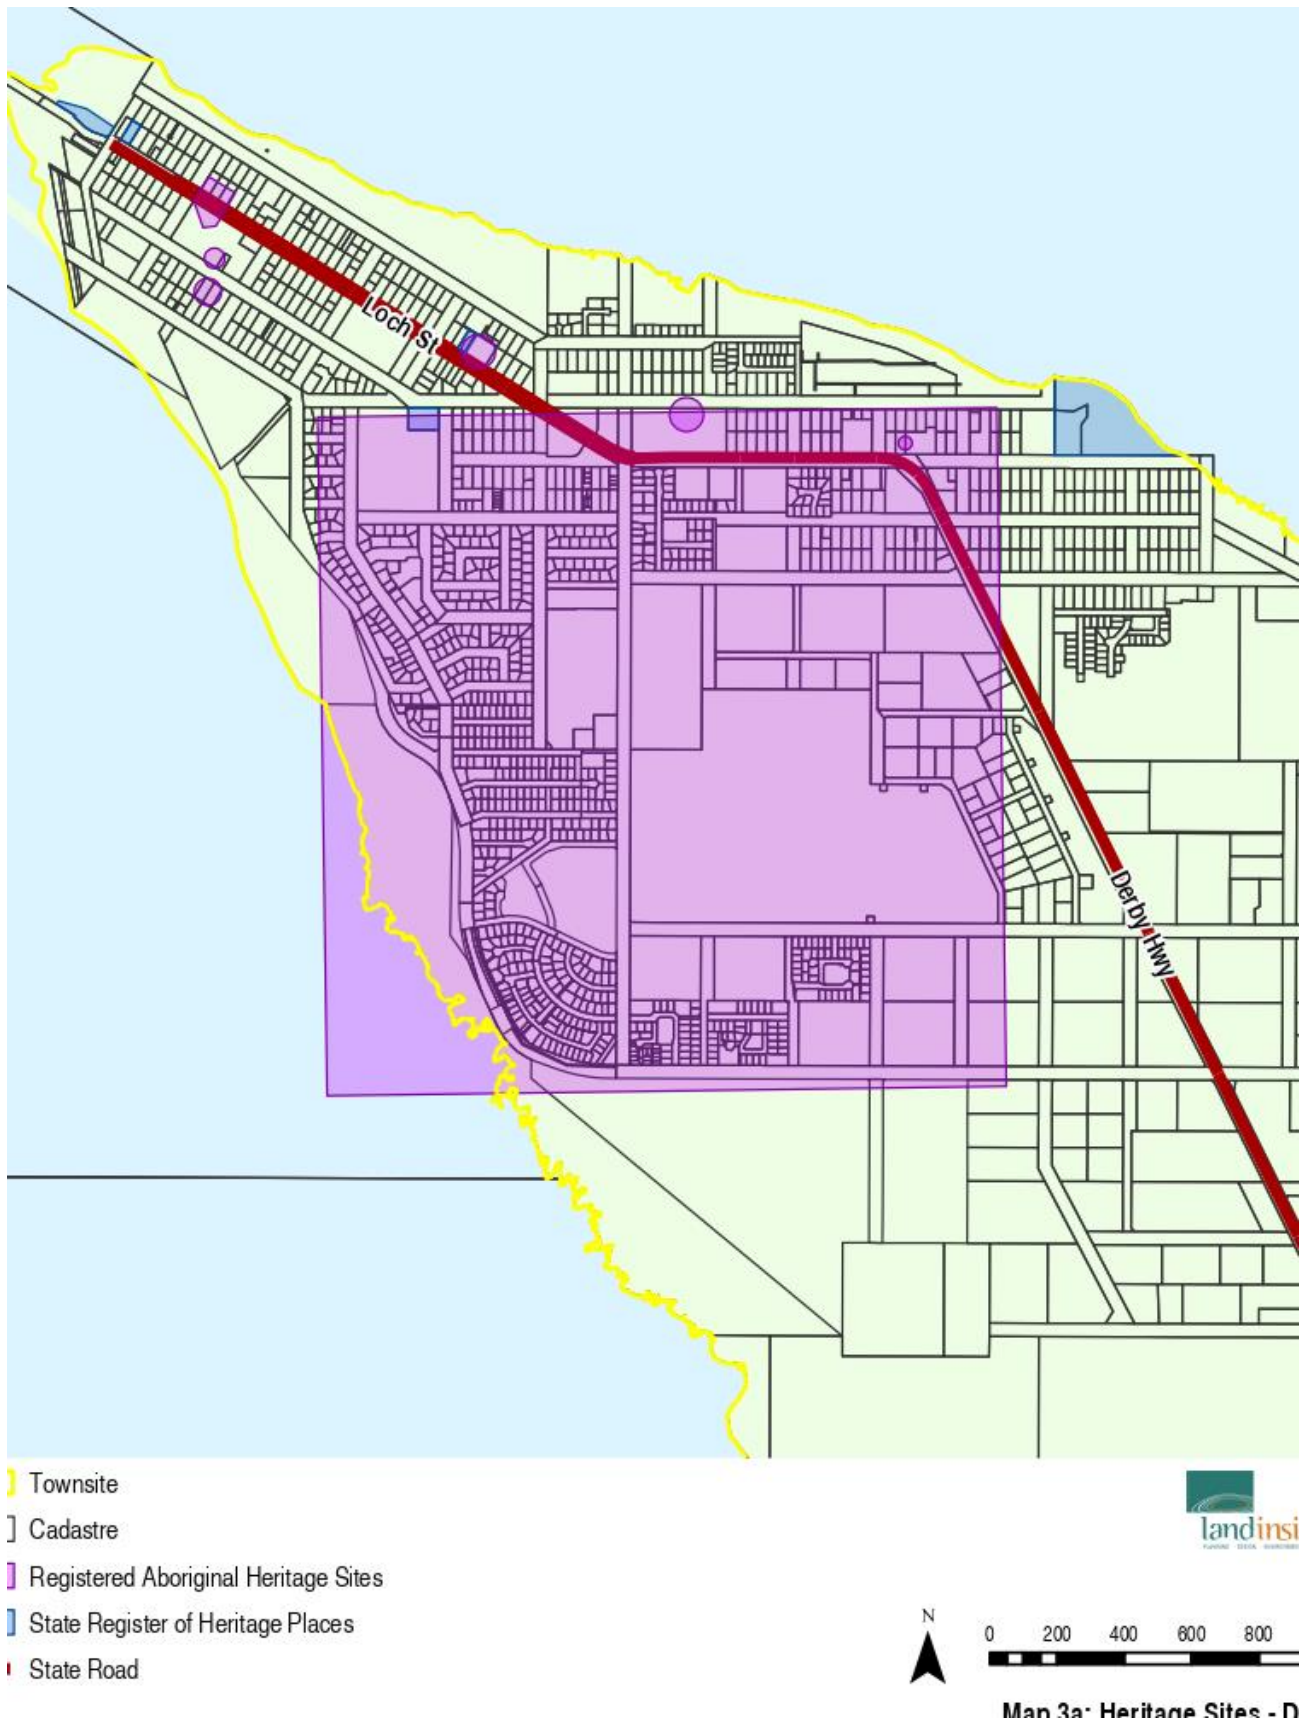 Loch St
Derby Hwy
Townsite
Cadastre
Registered Aboriginal Heritage Sites
State Register of Heritage Places
State Road
landinsi
N
0 200 400 600 800
Map 3a: Heritage Sites - D